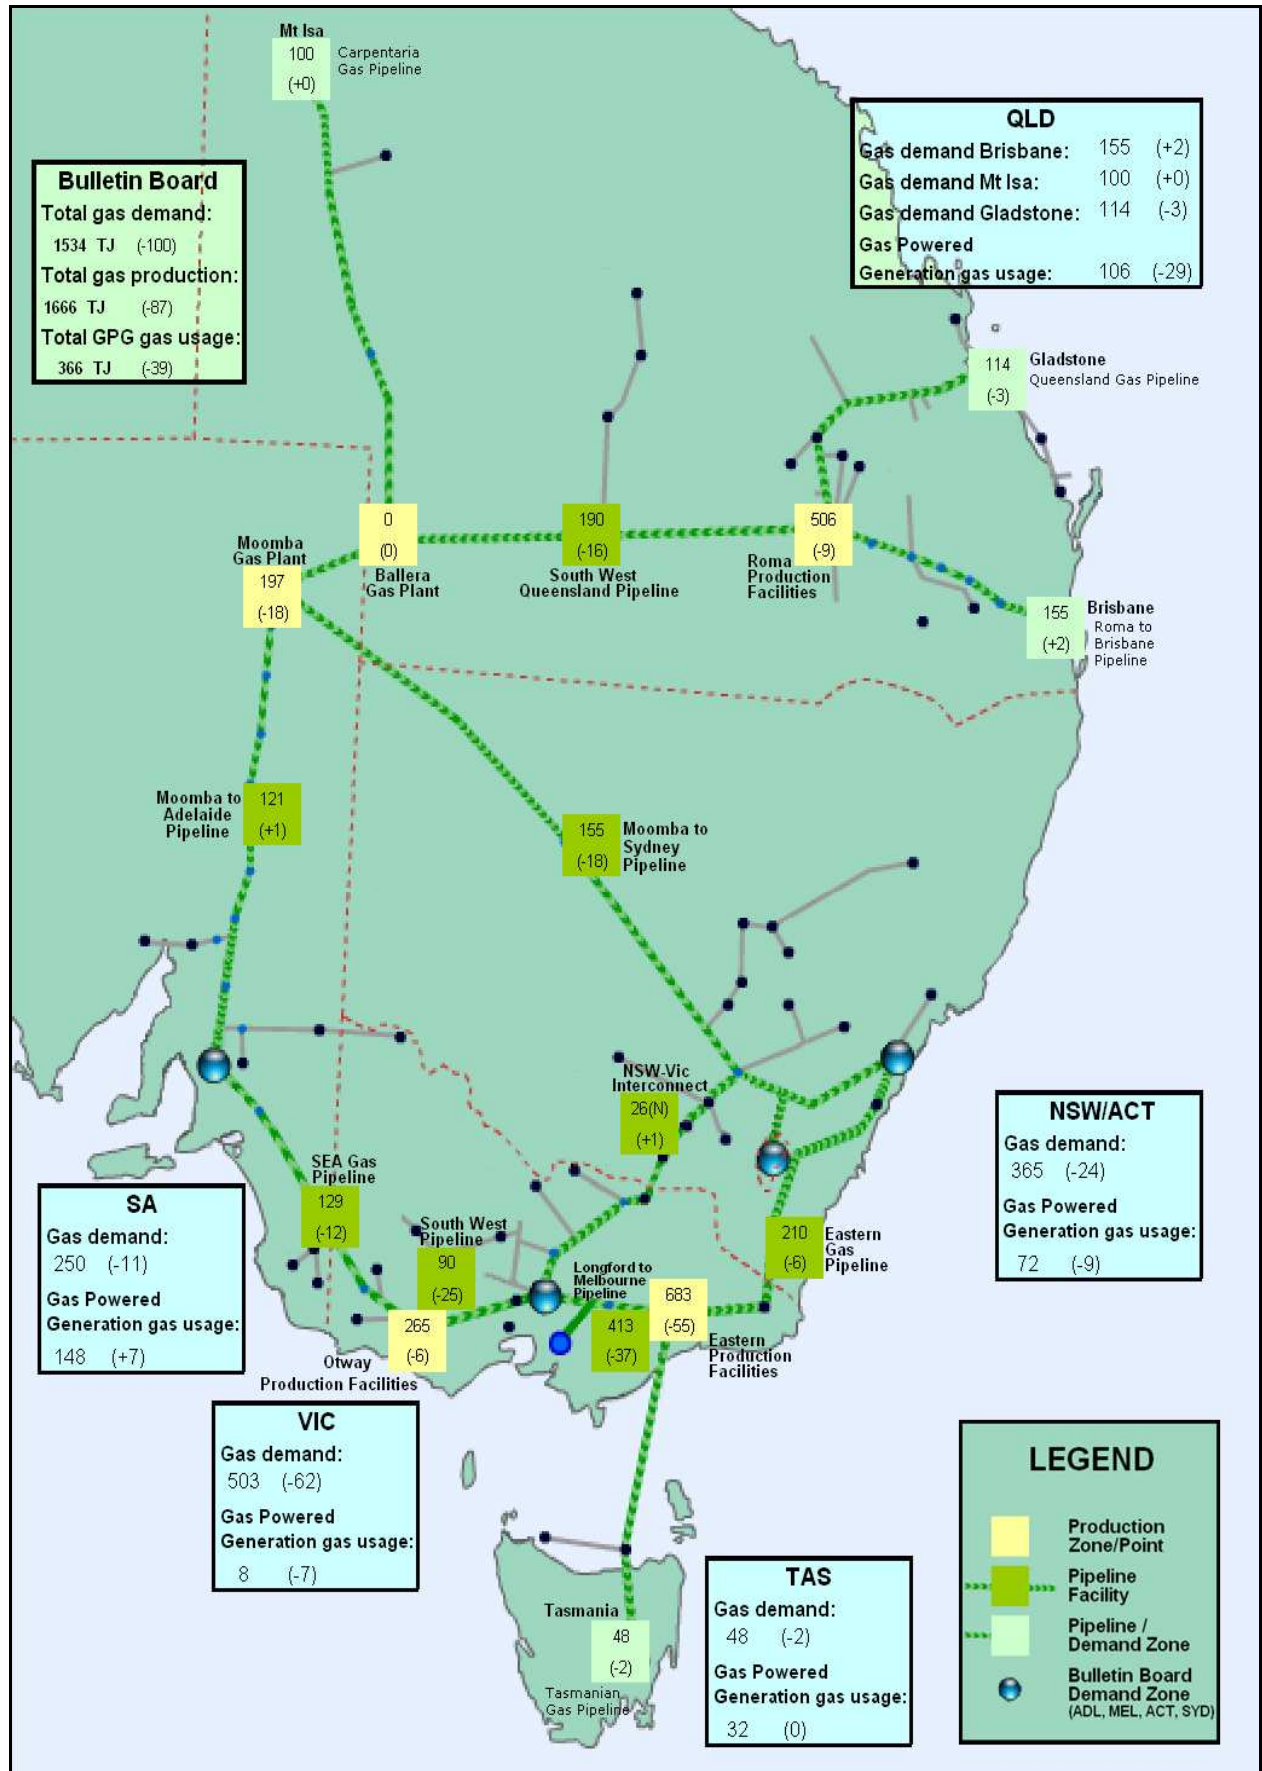 Mt Isa
100
(+0)
Carpentaria
Gas Pipeline
Bulletin Board
Total gas demand:
1534 TJ (-100)
Total gas production:
1666 TJ (-87)
Total GPG gas usage:
366 TJ (-39)
QLD
Gas demand Brisbane: 155 (+2)
Gas demand Mt Isa: 100 (+0)
Gas demand Gladstone: 114 (-3)
Gas Powered
Generation gas usage: 106 (-29)
114
(-3)
Gladstone
Queensland Gas Pipeline
0
(0)
Ballera
Gas Plant
190
(-16)
South West
Queensland Pipeline
506
(-9)
Roma
Production
Facilities
Moomba
Gas Plant
197
(-18)
155
(+2)
Brisbane
Roma to
Brisbane
Pipeline
Moomba to
Adelaide
Pipeline
121
(+1)
155
(-18)
Moomba to
Sydney
Pipeline
NSW-Vic
Interconnect
26(N)
(+1)
NSW/ACT
Gas demand:
365 (-24)
Gas Powered
Generation gas usage:
72 (-9)
SEA Gas
Pipeline
129
(-12)
SA
Gas demand:
250 (-11)
Gas Powered
Generation gas usage:
148 (+7)
South West
Pipeline
90
(-25)
210
(-6)
Eastern
Gas
Pipeline
Longford to
Melbourne
Pipeline
413
(-37)
683
(-55)
Eastern
Production
Facilities
265
(-6)
Otway
Production Facilities
VIC
Gas demand:
503 (-62)
Gas Powered
Generation gas usage:
8 (-7)
Tasmania
48
(-2)
Tasmanian
Gas Pipeline
TAS
Gas demand:
48 (-2)
Gas Powered
Generation gas usage:
32 (0)
LEGEND
Production
Zone/Point
Pipeline
Facility
Pipeline /
Demand Zone
Bulletin Board
Demand Zone
(ADL, MEL, ACT, SYD)